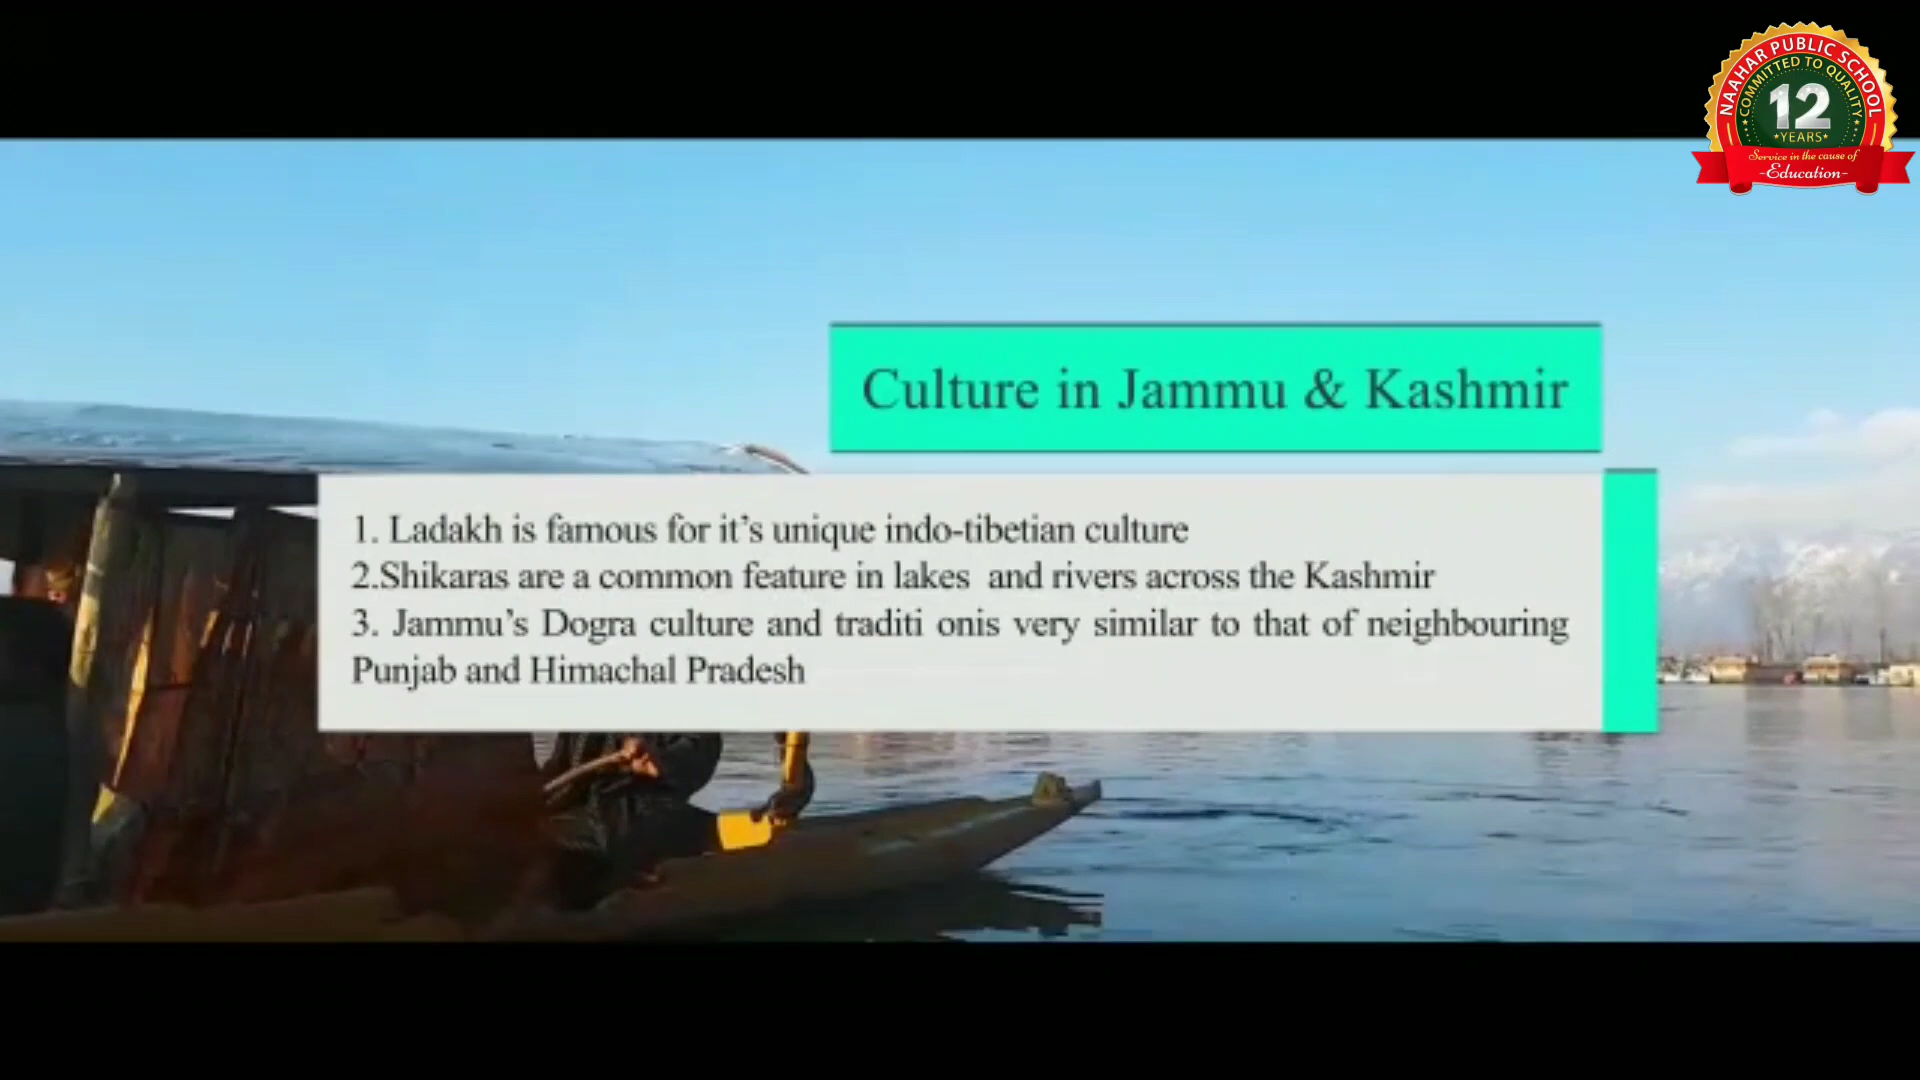 NAAHAR PUBLIC SCHOOL
COMMITTED TO QUALITY
12
YEARS
Service in the cause of
-Education-
Culture in Jammu & Kashmir
1. Ladakh is famous for it’s unique indo-tibetian culture
2.Shikaras are a common feature in lakes and rivers across the Kashmir
3. Jammu’s Dogra culture and traditi onis very similar to that of neighbouring
Punjab and Himachal Pradesh